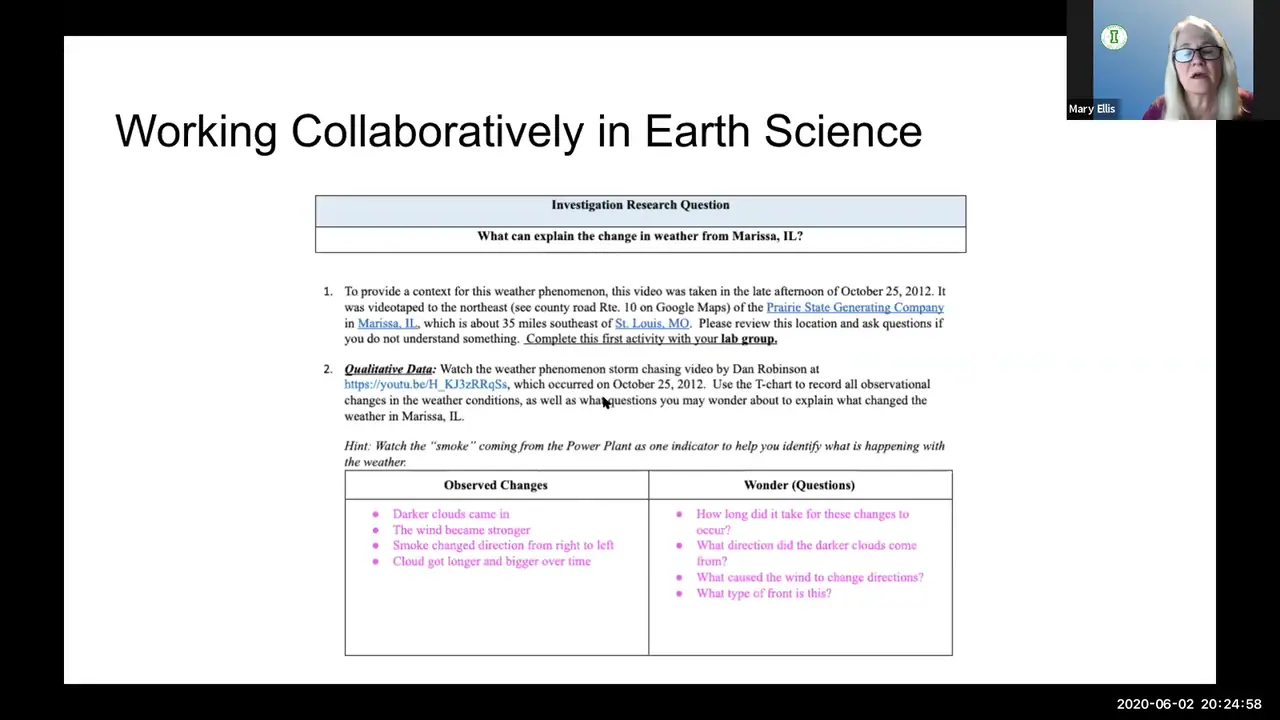 Mary Ellis
Working Collaboratively in Earth Science
Investigation Research Question
What can explain the change in weather from Marissa, IL?
1. To provide a context for this weather phenomenon, this video was taken in the late afternoon of October 25, 2012. It
was videotaped to the northeast (see county road Rte. 10 on Google Maps) of the Prairie State Generating Company
in Marissa, IL, which is about 35 miles southeast of St. Louis, MO. Please review this location and ask questions if
you do not understand something. Complete this first activity with your lab group.
2. Qualitative Data: Watch the weather phenomenon storm chasing video by Dan Robinson at
https://youtu.be/H_KJ3zRRqSs, which occurred on October 25, 2012. Use the T-chart to record all observational
changes in the weather conditions, as well as what questions you may wonder about to explain what changed the
weather in Marissa, IL.
Hint: Watch the “smoke” coming from the Power Plant as one indicator to help you identify what is happening with
the weather.
Observed Changes
● Darker clouds came in
● The wind became stronger
● Smoke changed direction from right to left
● Cloud got longer and bigger over time
Wonder (Questions)
● How long did it take for these changes to
occur?
● What direction did the darker clouds come
from?
● What caused the wind to change directions?
● What type of front is this?
2020-06-02 20:24:58